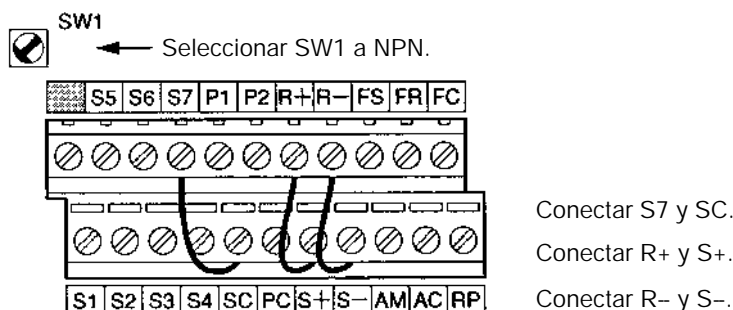 SW1
Seleccionar SW1 a NPN.
S5 S6 S7 P1 P2 R+ R− FS FR FC
Conectar S7 y SC.
Conectar R+ y S+.
S1 S2 S3 S4 SC PC S+ S− AM AC RP
Conectar R-- y S–.